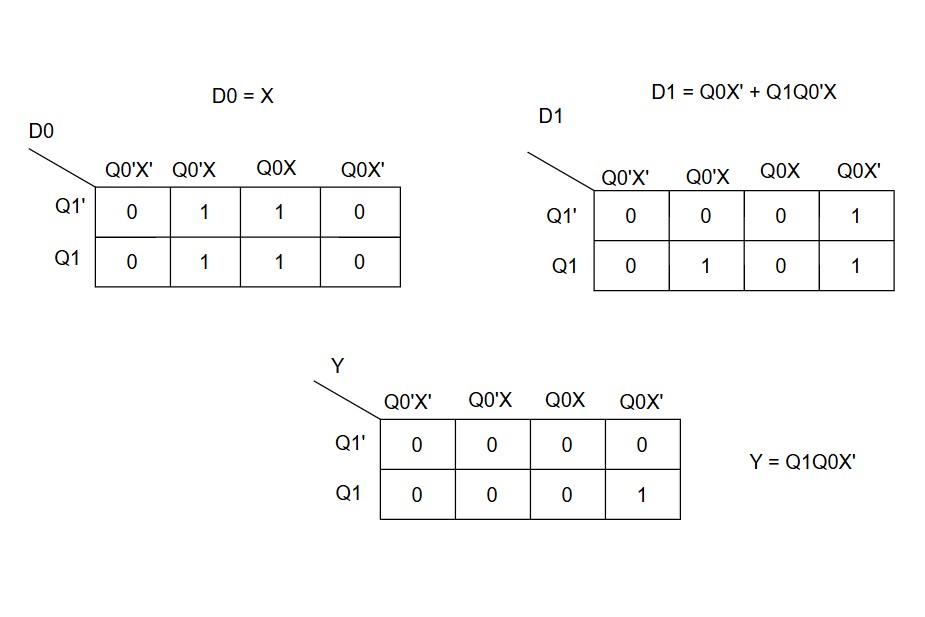 D0 = X
D0
Q0'X' Q0'X Q0X Q0X'
Q1' 0 1 1 0
Q1 0 1 1 0
D1 = Q0X' + Q1Q0'X
D1
Q0'X' Q0'X Q0X Q0X'
Q1' 0 0 0 1
Q1 0 1 0 1
Y
Q0'X' Q0'X Q0X Q0X'
Q1' 0 0 0 0
Q1 0 0 0 1
Y = Q1Q0X'